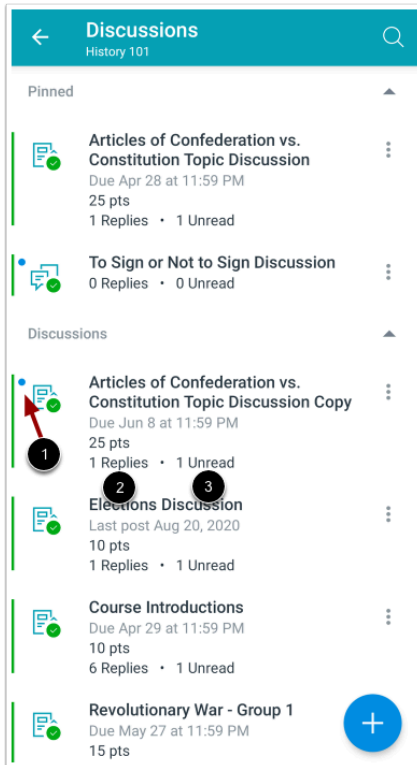 Discussions
History 101
Pinned
Articles of Confederation vs.
Constitution Topic Discussion
Due Apr 28 at 11:59 PM
25 pts
1 Replies • 1 Unread
To Sign or Not to Sign Discussion
0 Replies • 0 Unread
Discussions
Articles of Confederation vs.
Constitution Topic Discussion Copy
Due Jun 8 at 11:59 PM
25 pts
1
1 Replies • 1 Unread
2 3
Elections Discussion
Last post Aug 20, 2020
10 pts
1 Replies • 1 Unread
Course Introductions
Due Apr 29 at 11:59 PM
10 pts
6 Replies • 1 Unread
Revolutionary War - Group 1
Due May 27 at 11:59 PM
15 pts